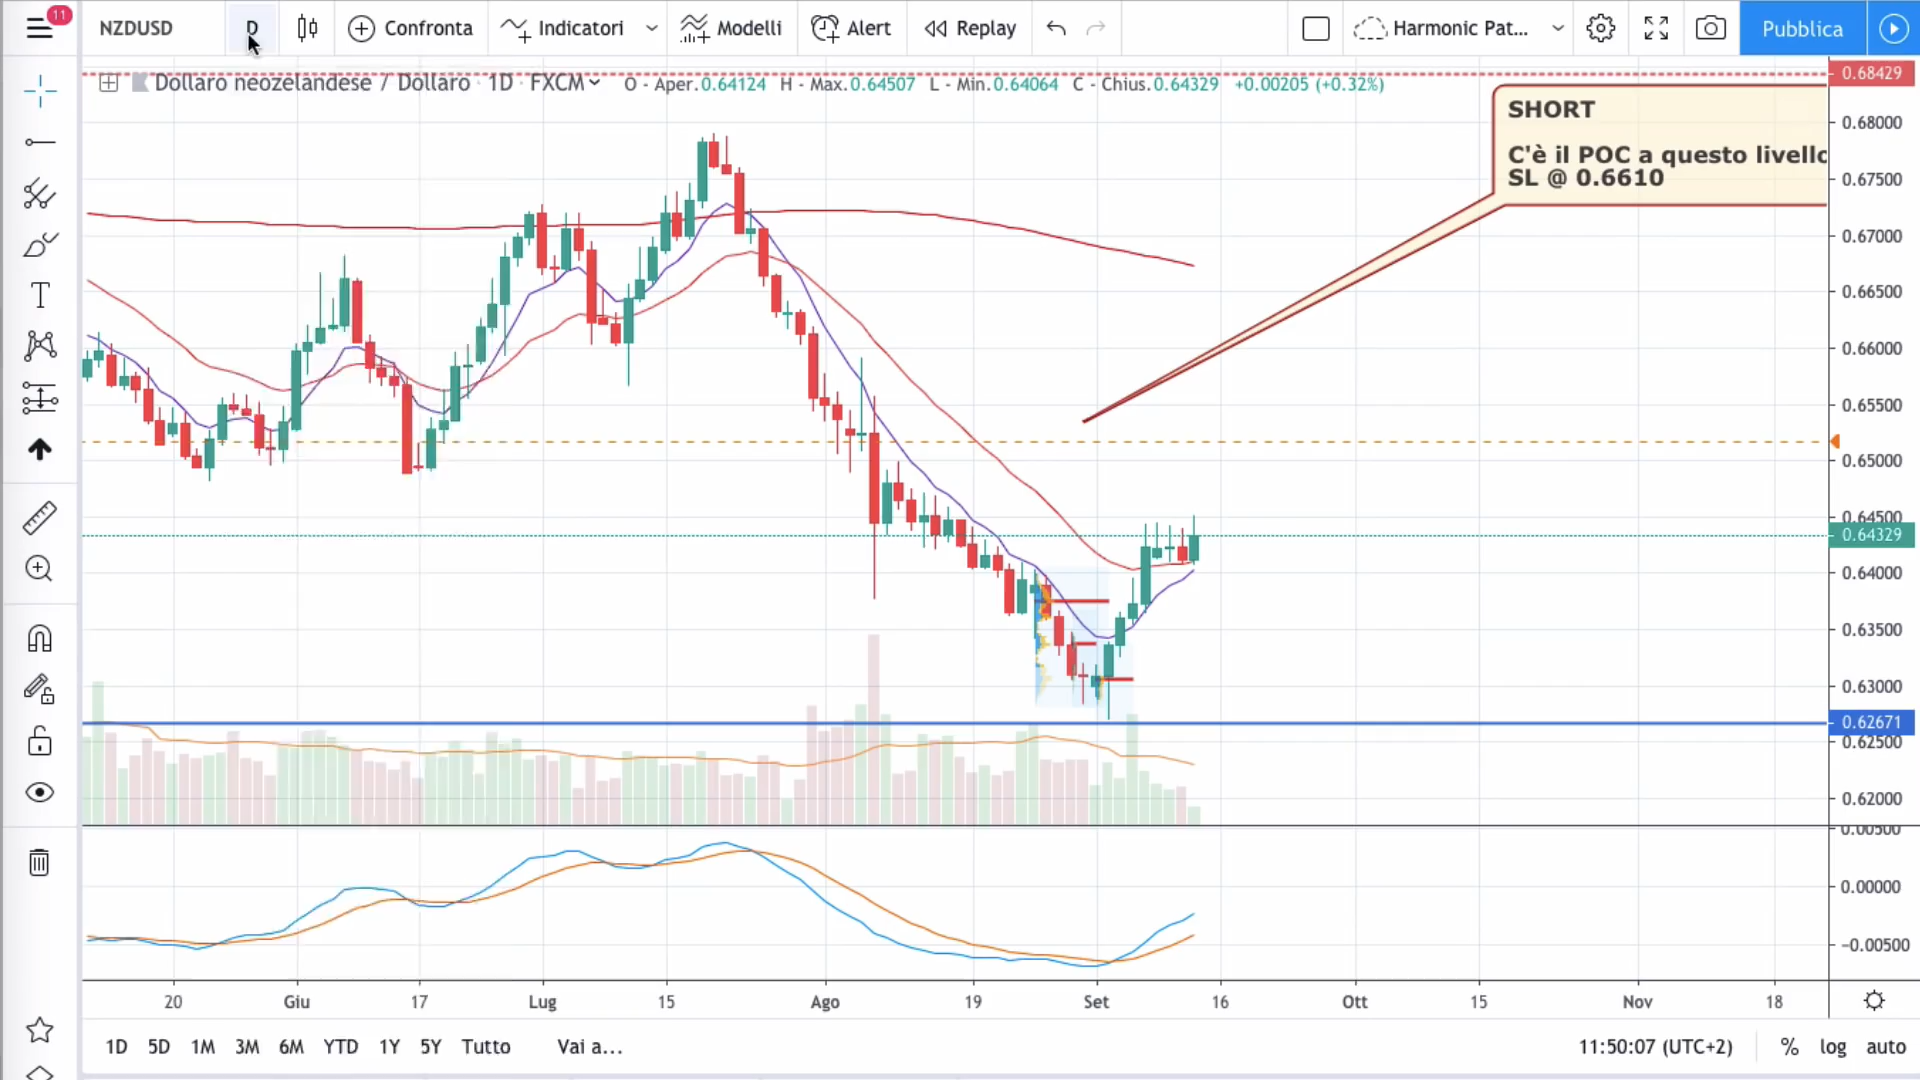 11
NZDUSD
D
Confronta
Indicatori
Modelli
Alert
Replay
Harmonic Pat...
Pubblica
Dollaro neozelandese / Dollaro · 1D · FXCM
O - Aper.0.64124 H - Max.0.64507 L - Min.0.64064 C - Chius.0.64329 +0.00205 (+0.32%)
0.68429
SHORT
C'è il POC a questo livello
SL @ 0.6610
0.68000
0.67500
0.67000
0.66500
0.66000
0.65500
0.65000
0.64500
0.64329
0.64000
0.63500
0.63000
0.62671
0.62500
0.62000
0.00500
0.00000
−0.00500
20 Giu 17 Lug 15 Ago 19 Set 16 Ott 15 Nov 18
1D 5D 1M 3M 6M YTD 1Y 5Y Tutto Vai a...
11:50:07 (UTC+2) % log auto